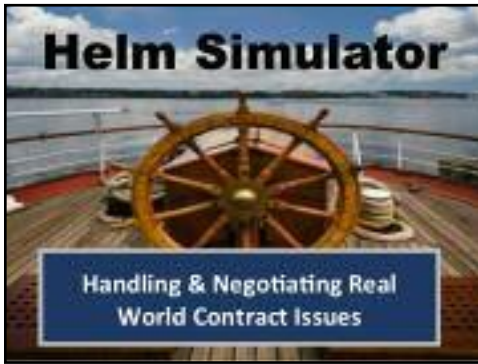 Helm Simulator
Handling & Negotiating Real
World Contract Issues